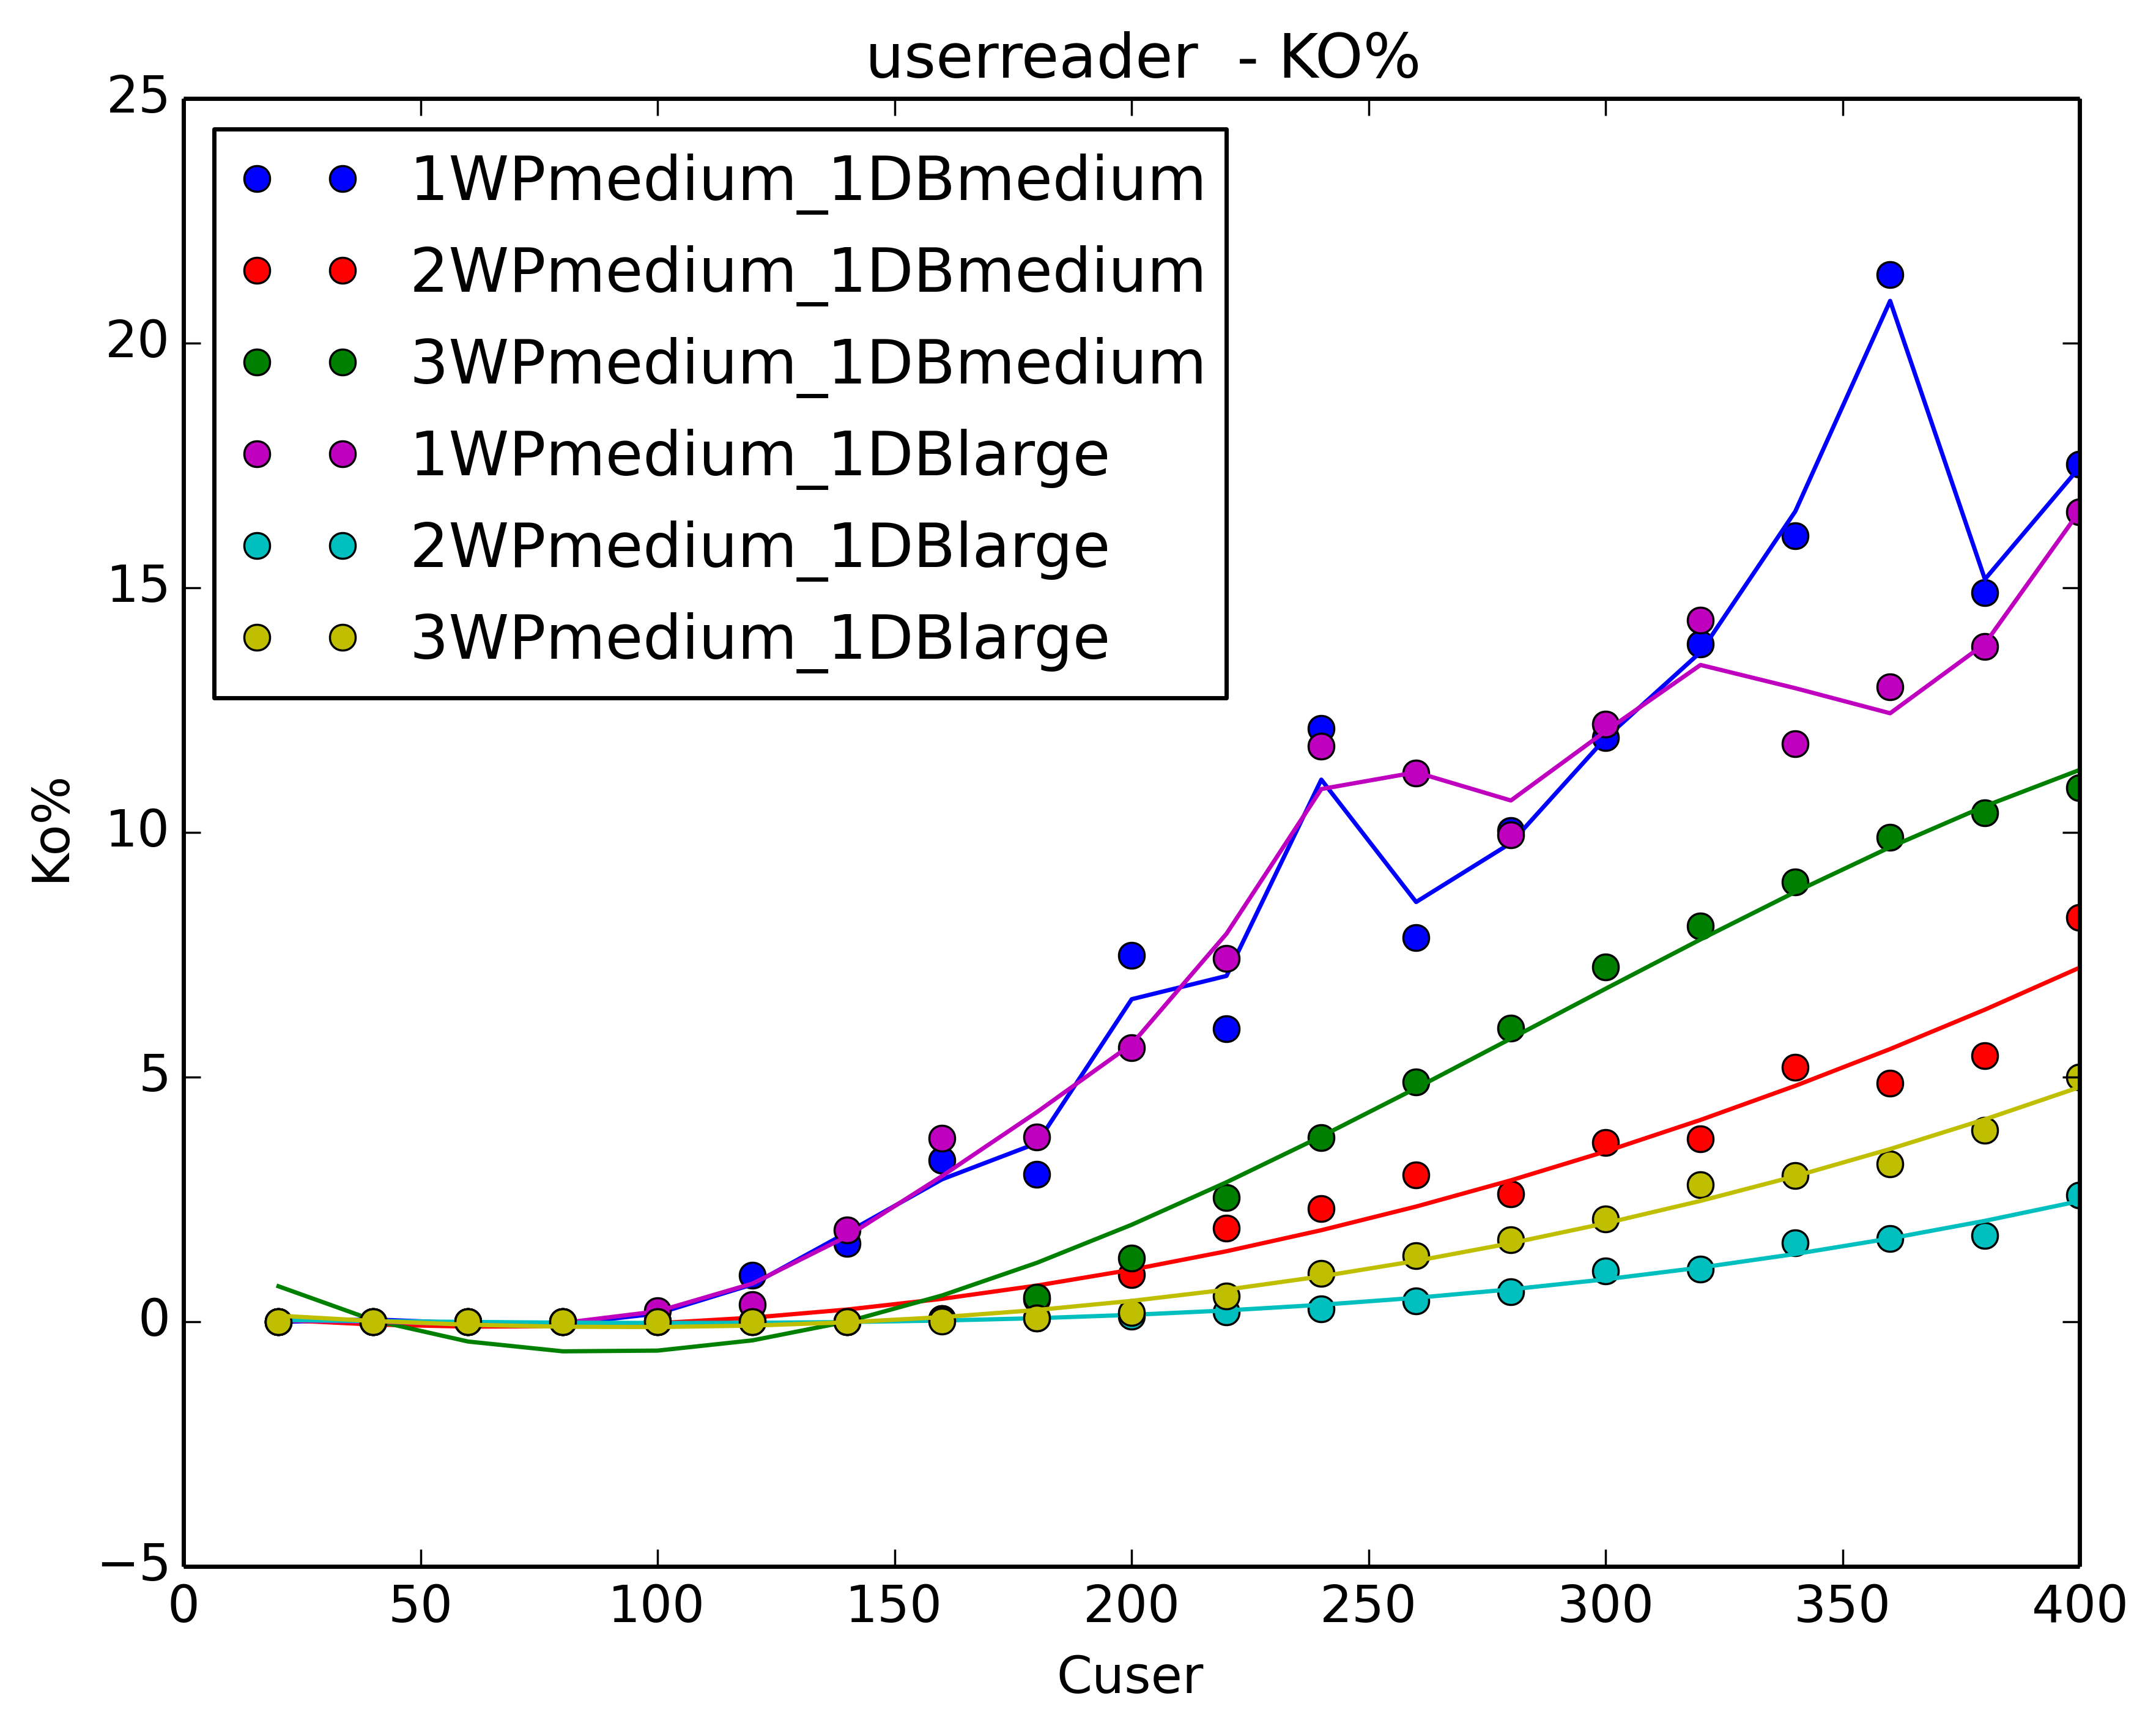 userreader - KO%
25
20
15
10
5
0
−5
Ko%
1WPmedium_1DBmedium
2WPmedium_1DBmedium
3WPmedium_1DBmedium
1WPmedium_1DBlarge
2WPmedium_1DBlarge
3WPmedium_1DBlarge
0 50 100 150 200 250 300 350 400
Cuser